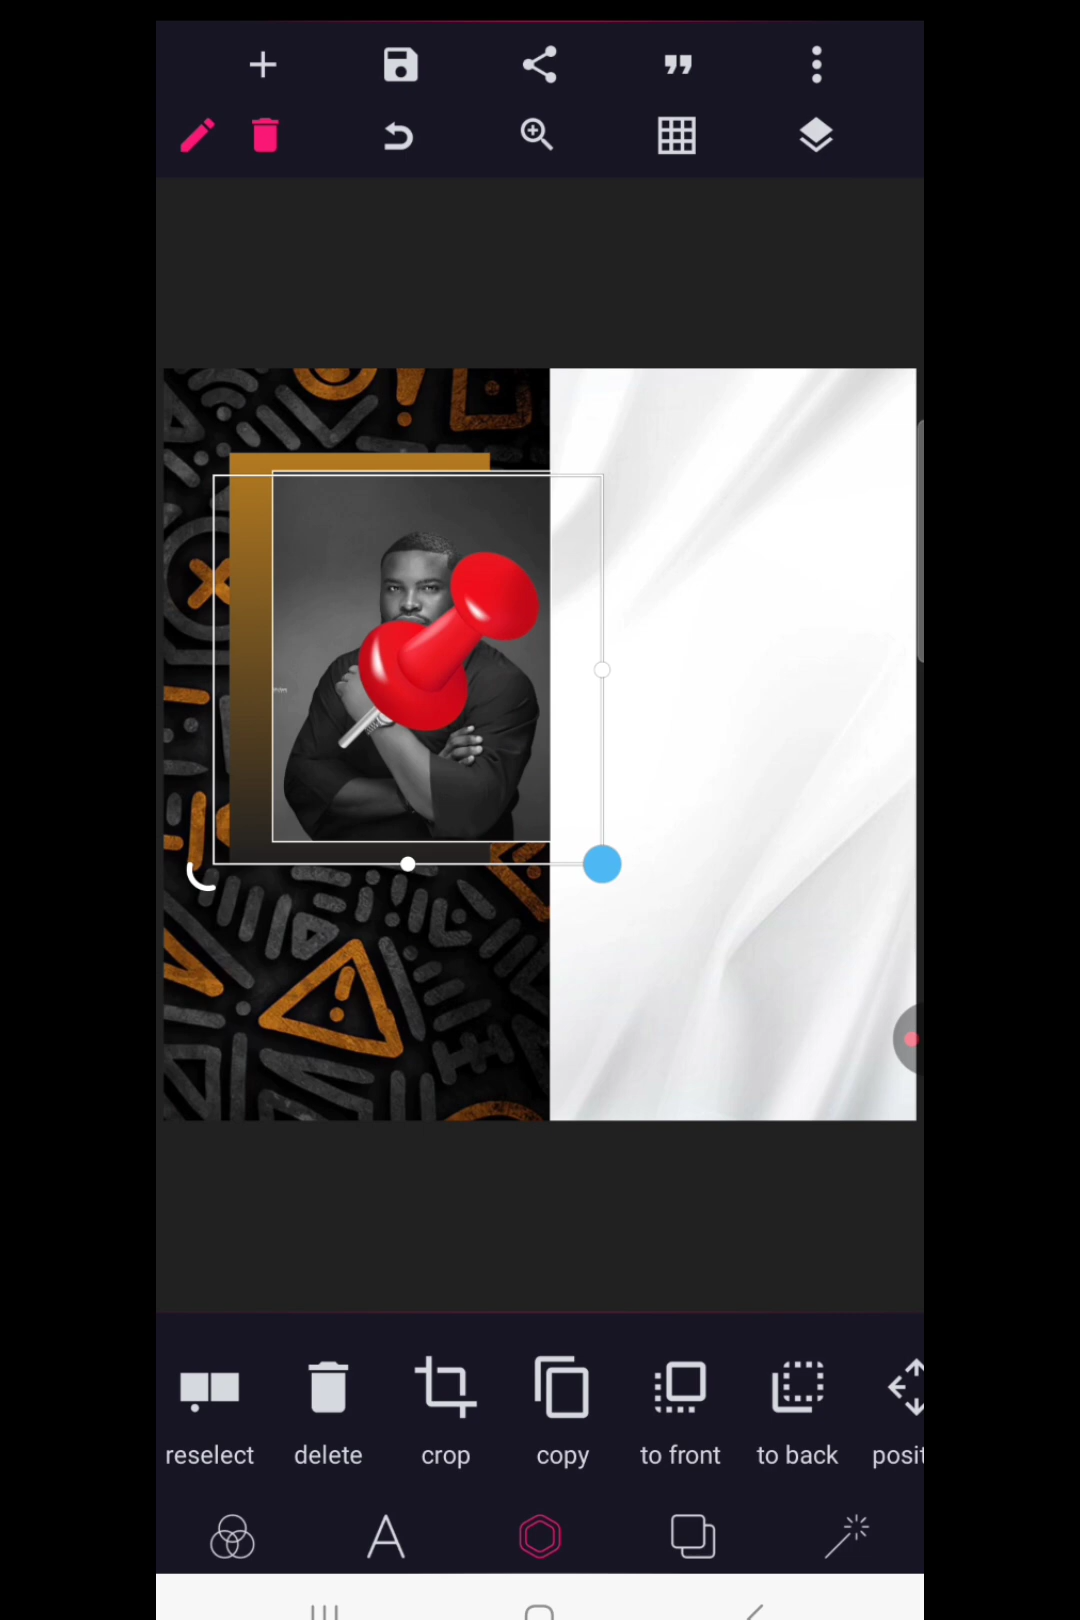 reselect
delete
crop
copy
to front
to back
posit